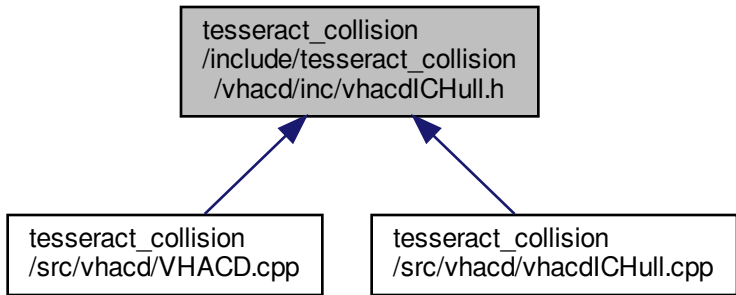 tesseract_collision
/include/tesseract_collision
/vhacd/inc/vhacdICHull.h
tesseract_collision
/src/vhacd/VHACD.cpp
tesseract_collision
/src/vhacd/vhacdICHull.cpp